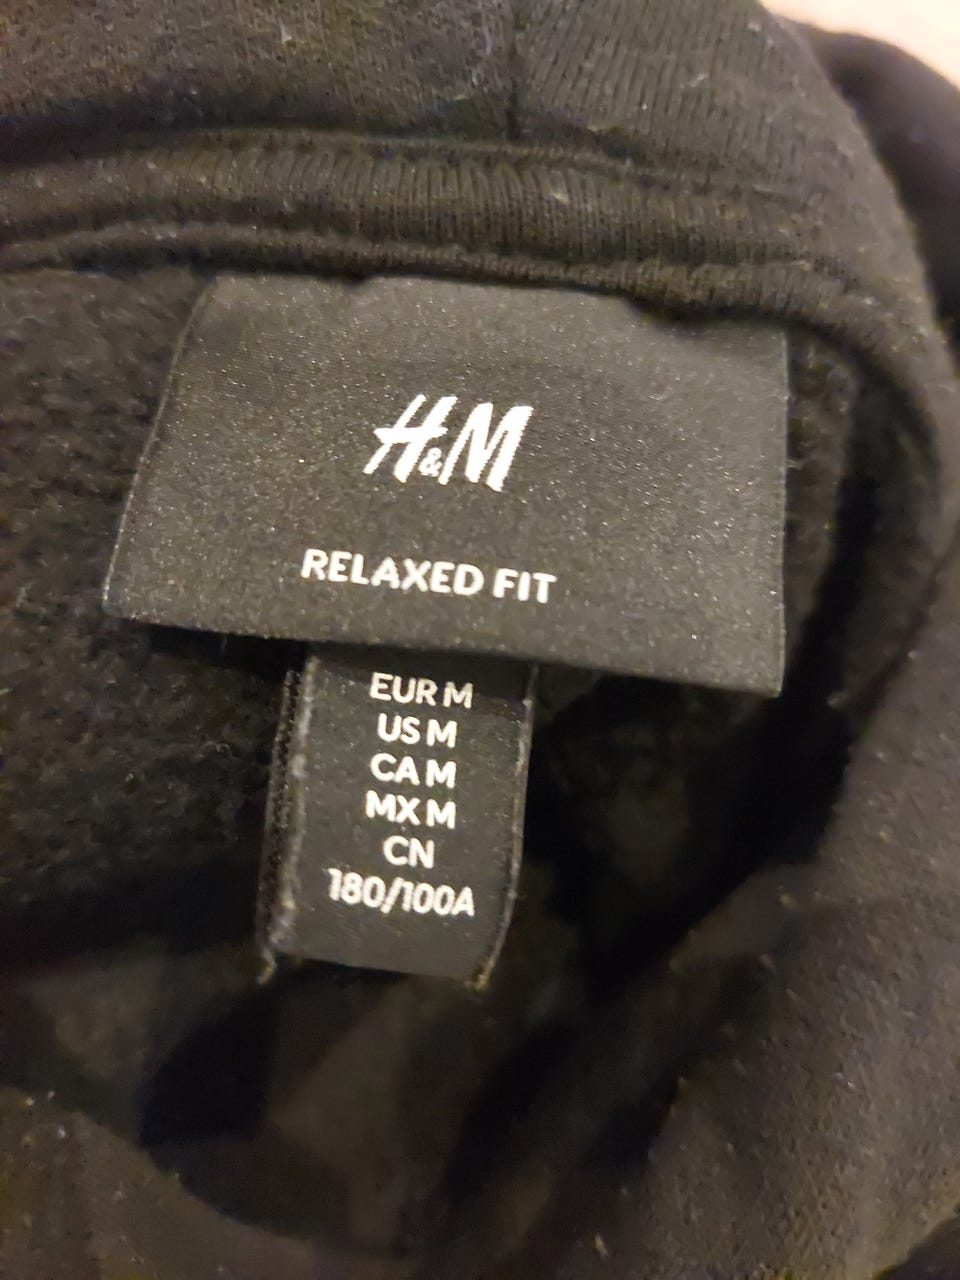 H&M
RELAXED FIT
EUR M
US M
CA M
MX M
CN
180/100A